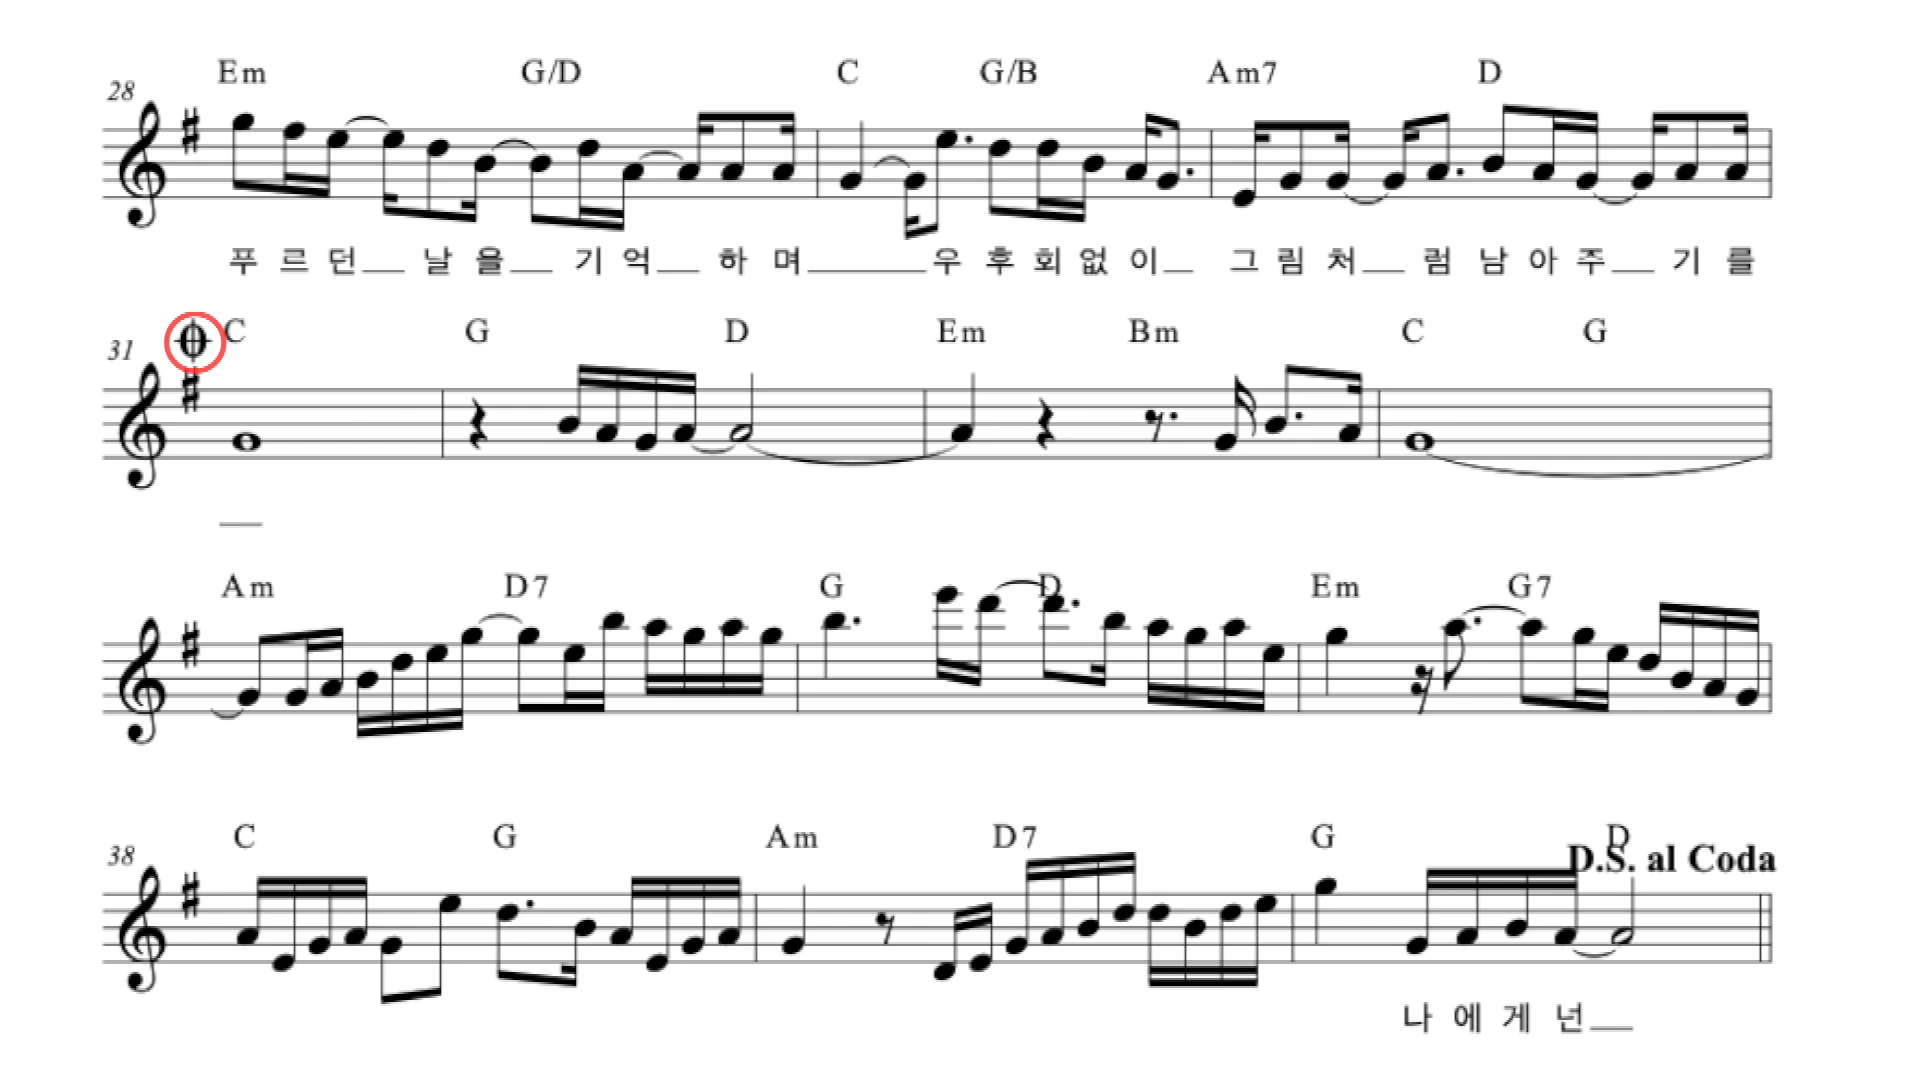 Em G/D C G/B Am7 D
28
푸 르 던 날 을 기 억 하 며 우 후 회 없 이 그 림 처 럼 남 아 주 기 를
C G D Em Bm C G
31
Am D7 G D Em G7
C G Am D7 G D
38
D.S. al Coda
나 에 게 넌